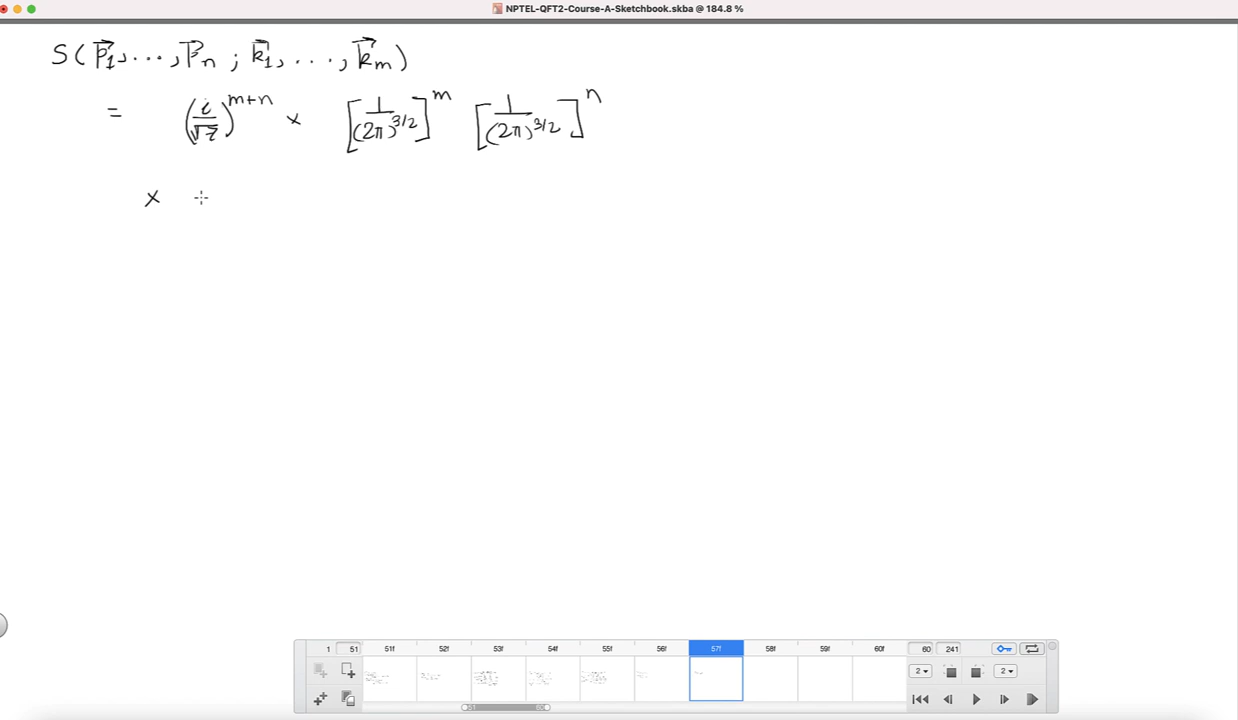 NPTEL-QFT2-Course-A-Sketchbook.skba @ 184.8 %
S(p⃗₁,...,p⃗ₙ ; k⃗₁,...,k⃗ₘ)
= (i/√z)^{m+n} × [1/(2π)^{3/2}]^m [1/(2π)^{3/2}]^n
×
1 51 51f 52f 53f 54f 55f 56f 57f 58f 59f 60f 60 241
2 2